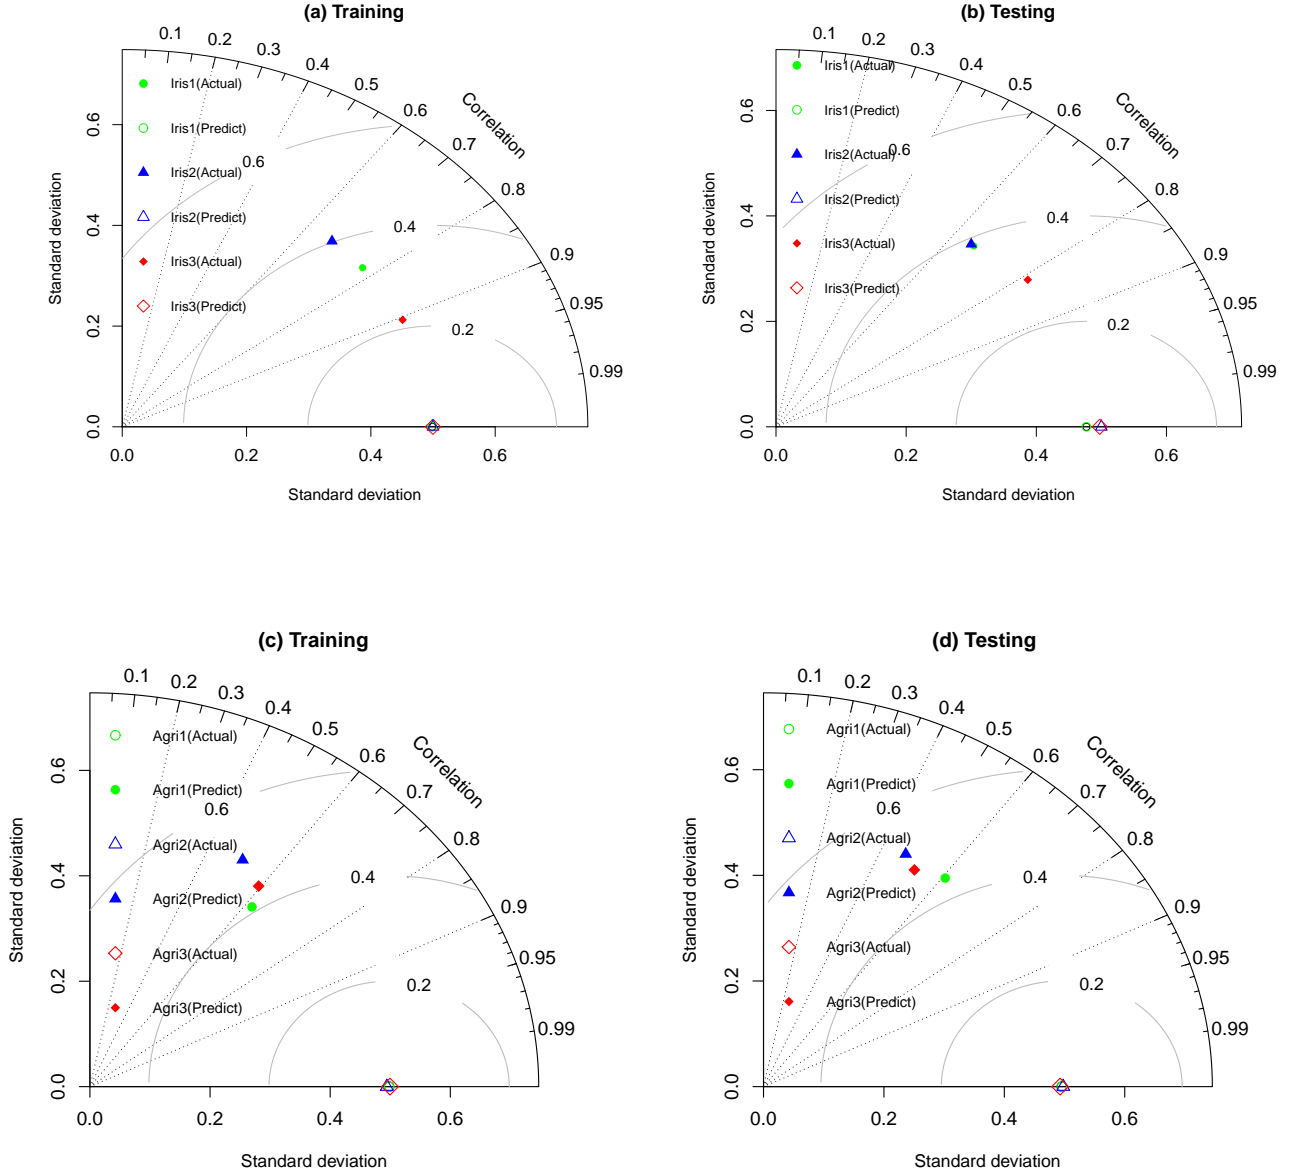 (a) Training
0.1 0.2 0.3 0.4 0.5 0.6 0.7 0.8 0.9 0.95 0.99
Correlation
Iris1(Actual)
Iris1(Predict)
Iris2(Actual)
Iris2(Predict)
Iris3(Actual)
Iris3(Predict)
0.6
0.4
0.2
Standard deviation
0.0 0.2 0.4 0.6
0.0 0.2 0.4 0.6
Standard deviation
(b) Testing
0.1 0.2 0.3 0.4 0.5 0.6 0.7 0.8 0.9 0.95 0.99
Correlation
Iris1(Actual)
Iris1(Predict)
Iris2(Actual)
Iris2(Predict)
Iris3(Actual)
Iris3(Predict)
0.6
0.4
0.2
Standard deviation
0.0 0.2 0.4 0.6
0.0 0.2 0.4 0.6
Standard deviation
(c) Training
0.1 0.2 0.3 0.4 0.5 0.6 0.7 0.8 0.9 0.95 0.99
Correlation
Agri1(Actual)
Agri1(Predict)
Agri2(Actual)
Agri2(Predict)
Agri3(Actual)
Agri3(Predict)
0.6
0.4
0.2
Standard deviation
0.0 0.2 0.4 0.6
0.0 0.2 0.4 0.6
Standard deviation
(d) Testing
0.1 0.2 0.3 0.4 0.5 0.6 0.7 0.8 0.9 0.95 0.99
Correlation
Agri1(Actual)
Agri1(Predict)
Agri2(Actual)
Agri2(Predict)
Agri3(Actual)
Agri3(Predict)
0.6
0.4
0.2
Standard deviation
0.0 0.2 0.4 0.6
0.0 0.2 0.4 0.6
Standard deviation